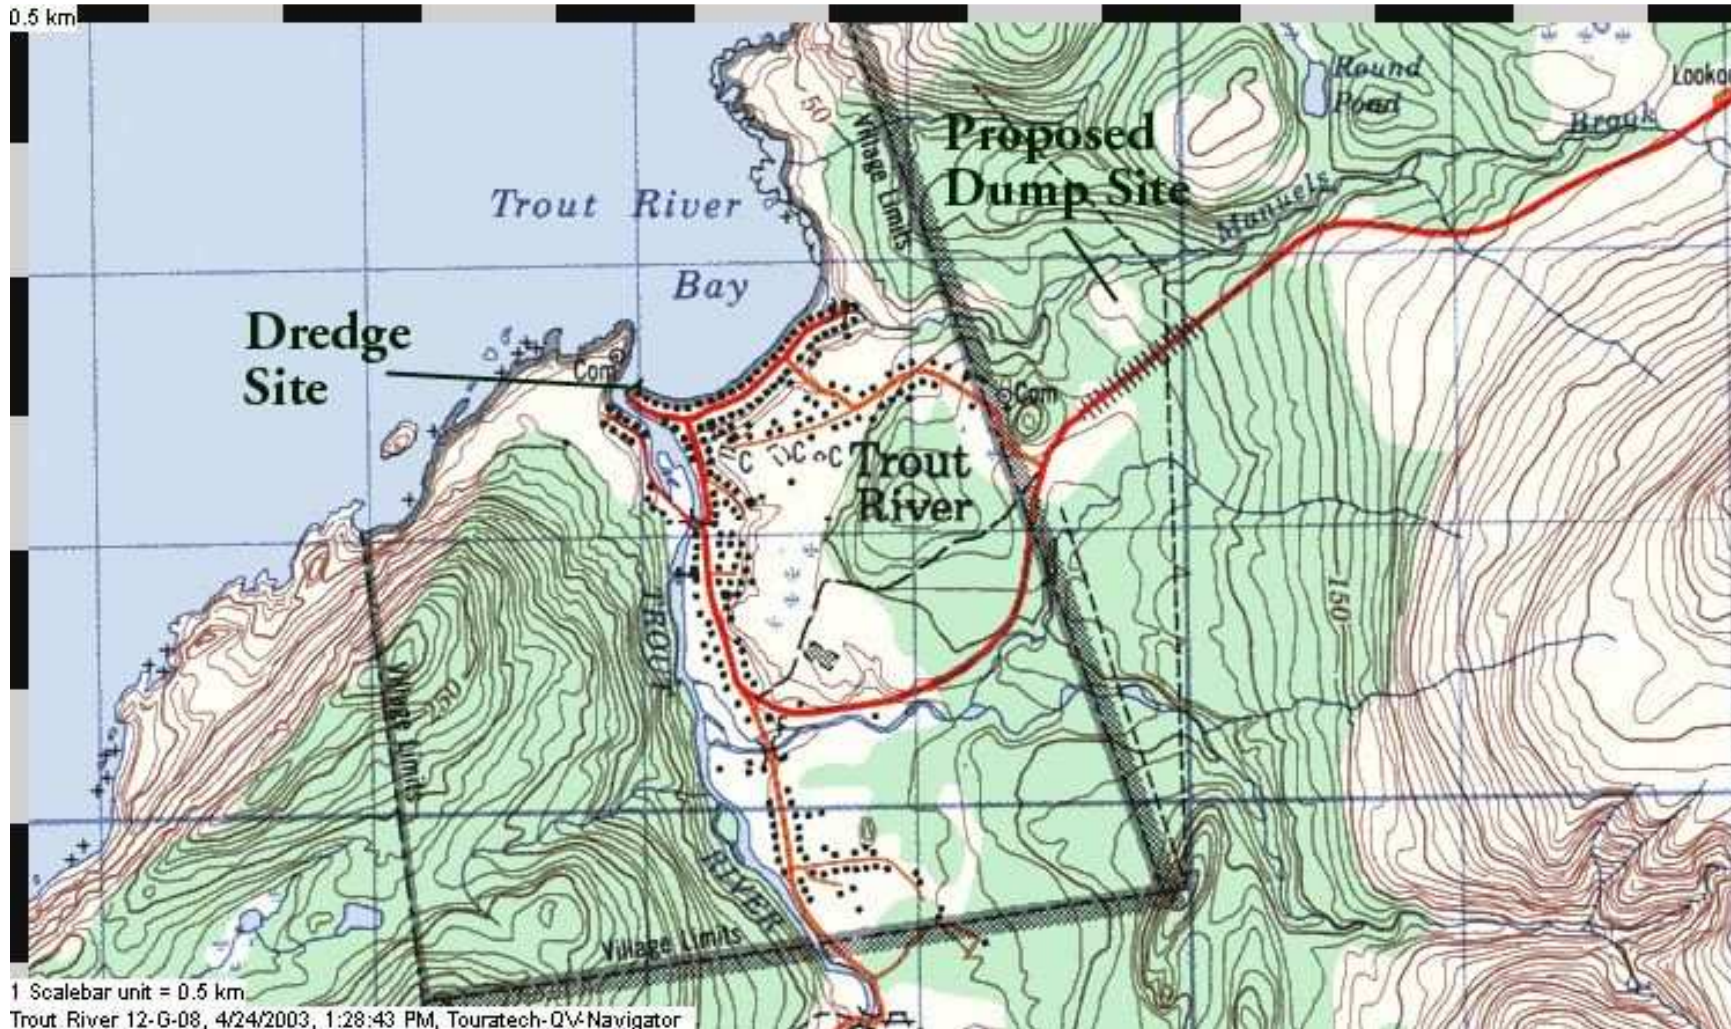 0.5 km
Round
Pond
Brook
50
Village Limits
Proposed
Dump Site
Manuels
Trout River
Bay
Dredge
Site
Com
Com
C
C
C
Trout
River
150
TROUT
RIVER
Village Limits
Village Limits
1 Scalebar unit = 0.5 km
Trout River 12-G-08, 4/24/2003, 1:28:43 PM, Touratech-QV-Navigator